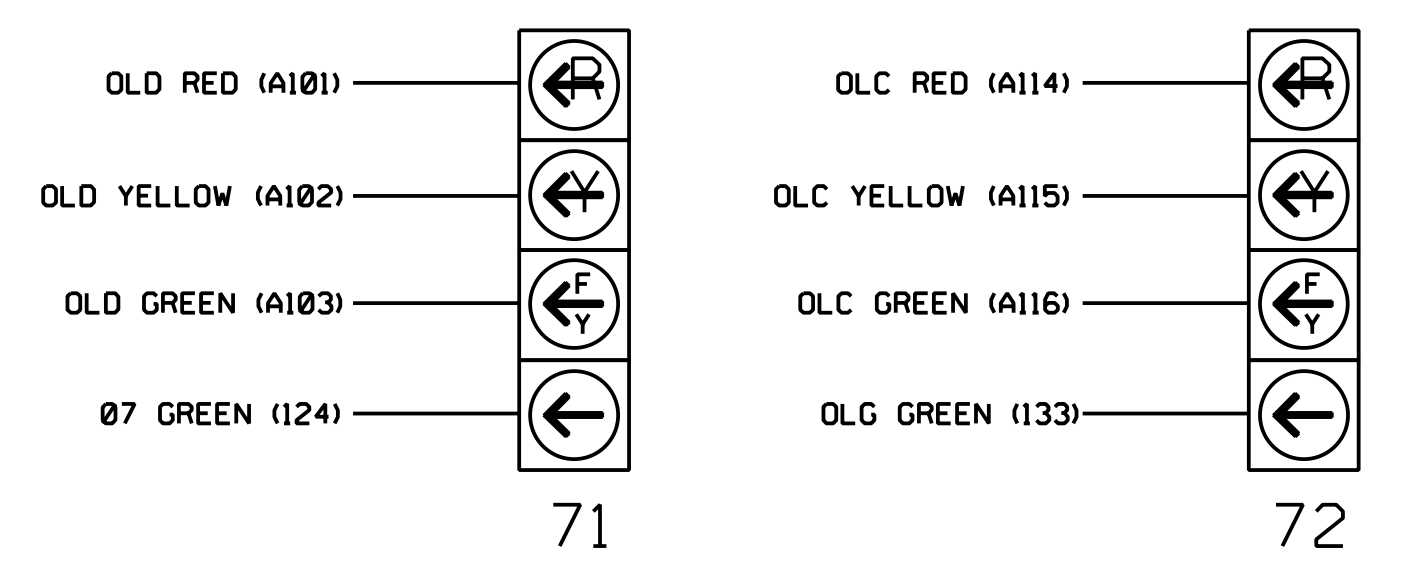 OLD RED (A101)
R
OLD YELLOW (A102)
Y
OLD GREEN (A103)
F
Y
Ø7 GREEN (124)
71
OLC RED (A114)
R
OLC YELLOW (A115)
Y
OLC GREEN (A116)
F
Y
OLG GREEN (133)
72